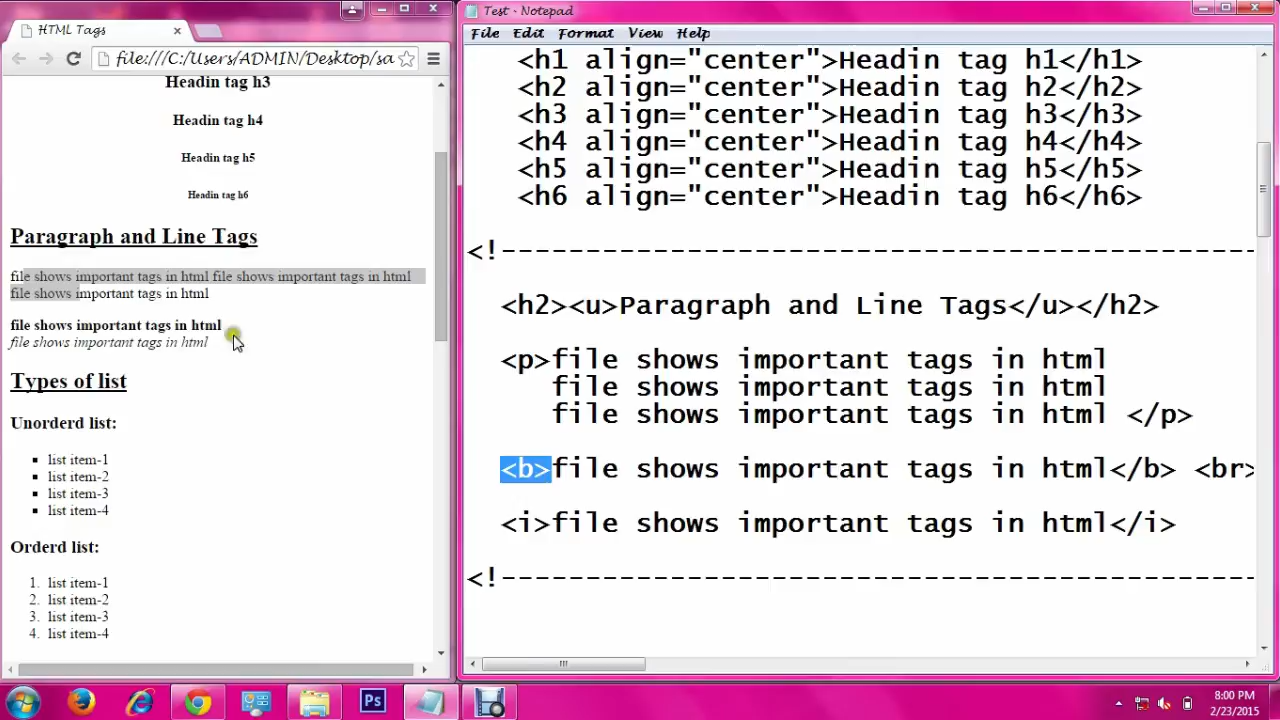 HTML Tags
file:///C:/Users/ADMIN/Desktop/sa
Headin tag h3
Headin tag h4
Headin tag h5
Headin tag h6
Paragraph and Line Tags
file shows important tags in html file shows important tags in html
file shows important tags in html
file shows important tags in html
file shows important tags in html
Types of list
Unorderd list:
list item-1
list item-2
list item-3
list item-4
Orderd list:
1. list item-1
2. list item-2
3. list item-3
4. list item-4
Test - Notepad
File Edit Format View Help
<h1 align="center">Headin tag h1</h1>
<h2 align="center">Headin tag h2</h2>
<h3 align="center">Headin tag h3</h3>
<h4 align="center">Headin tag h4</h4>
<h5 align="center">Headin tag h5</h5>
<h6 align="center">Headin tag h6</h6>
<!---------------------------------------------
<h2><u>Paragraph and Line Tags</u></h2>
<p>file shows important tags in html
file shows important tags in html
file shows important tags in html </p>
<b>file shows important tags in html</b> <br>
<i>file shows important tags in html</i>
<!---------------------------------------------
Ps
8:00 PM
2/23/2015